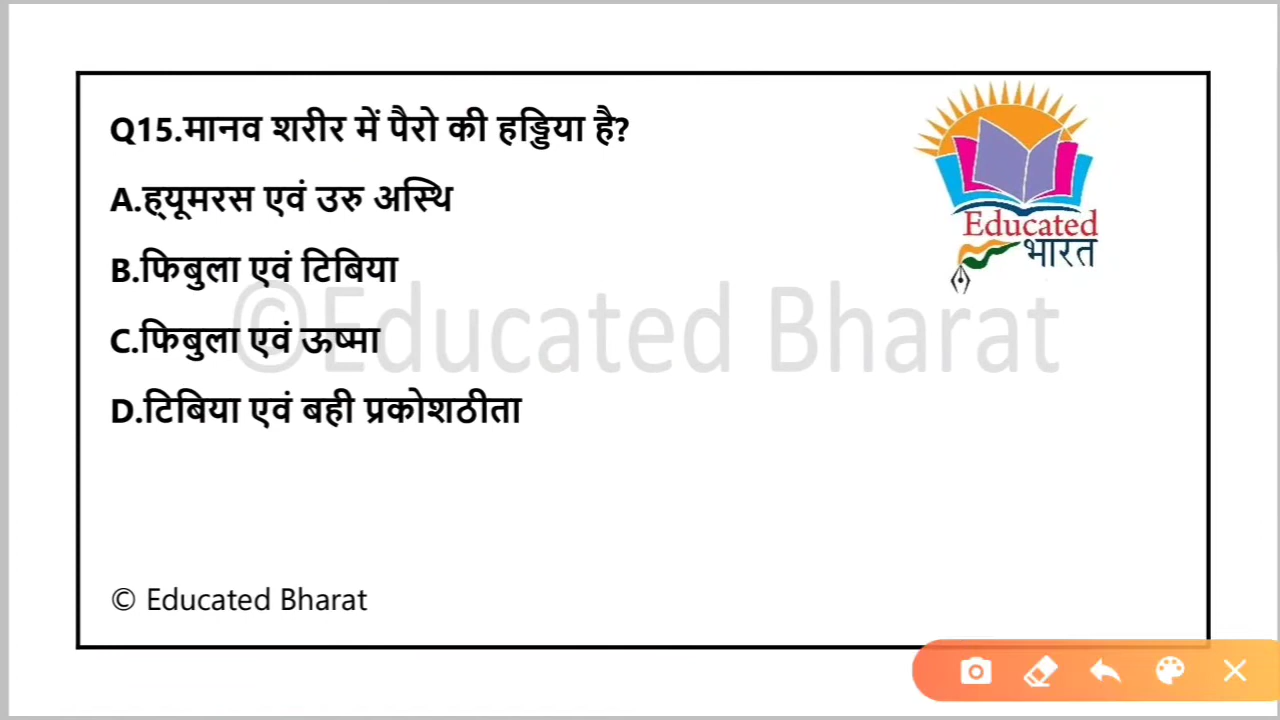 Q15.मानव शरीर में पैरो की हड्डिया है?
A.ह्यूमरस एवं उरु अस्थि
B.फिबुला एवं टिबिया
C.फिबुला एवं ऊष्मा
D.टिबिया एवं बही प्रकोशठीता
©Educated Bharat
Educated
भारत
© Educated Bharat